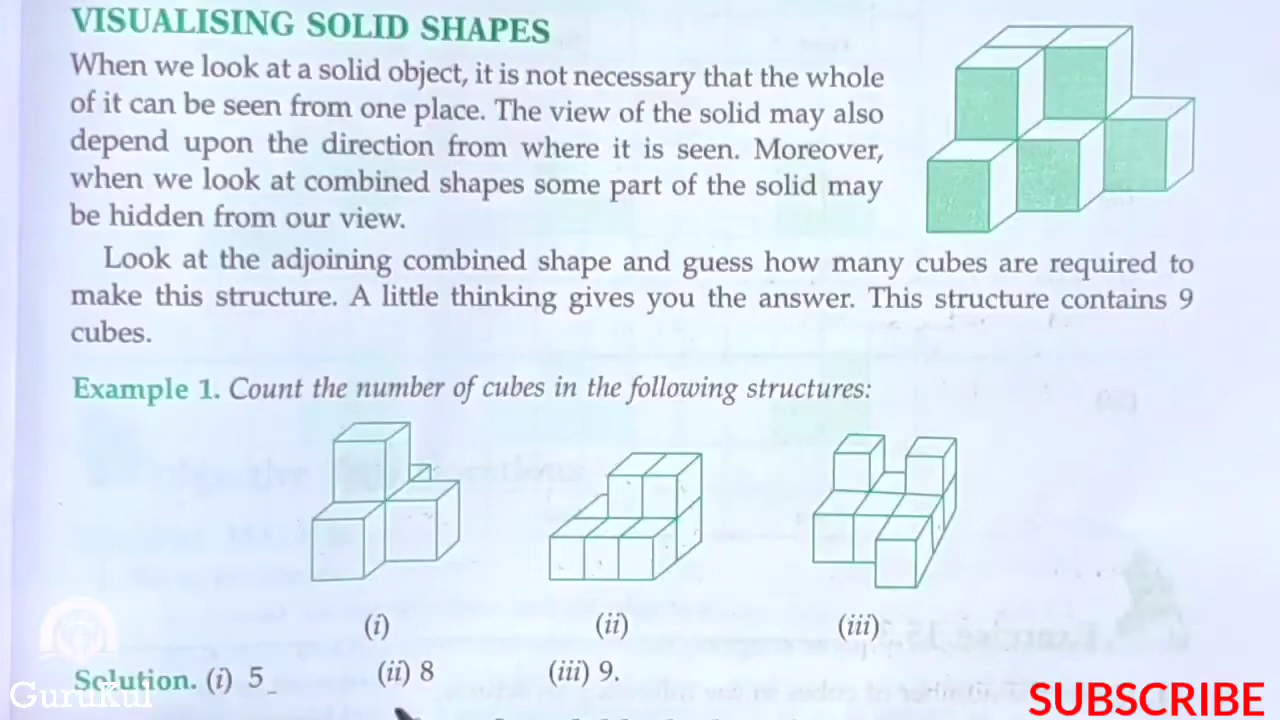 VISUALISING SOLID SHAPES
When we look at a solid object, it is not necessary that the whole
of it can be seen from one place. The view of the solid may also
depend upon the direction from where it is seen. Moreover,
when we look at combined shapes some part of the solid may
be hidden from our view.
Look at the adjoining combined shape and guess how many cubes are required to
make this structure. A little thinking gives you the answer. This structure contains 9
cubes.
Example 1. Count the number of cubes in the following structures:
(i) (ii) (iii)
Solution. (i) 5 (ii) 8 (iii) 9.
GuruKul
SUBSCRIBE